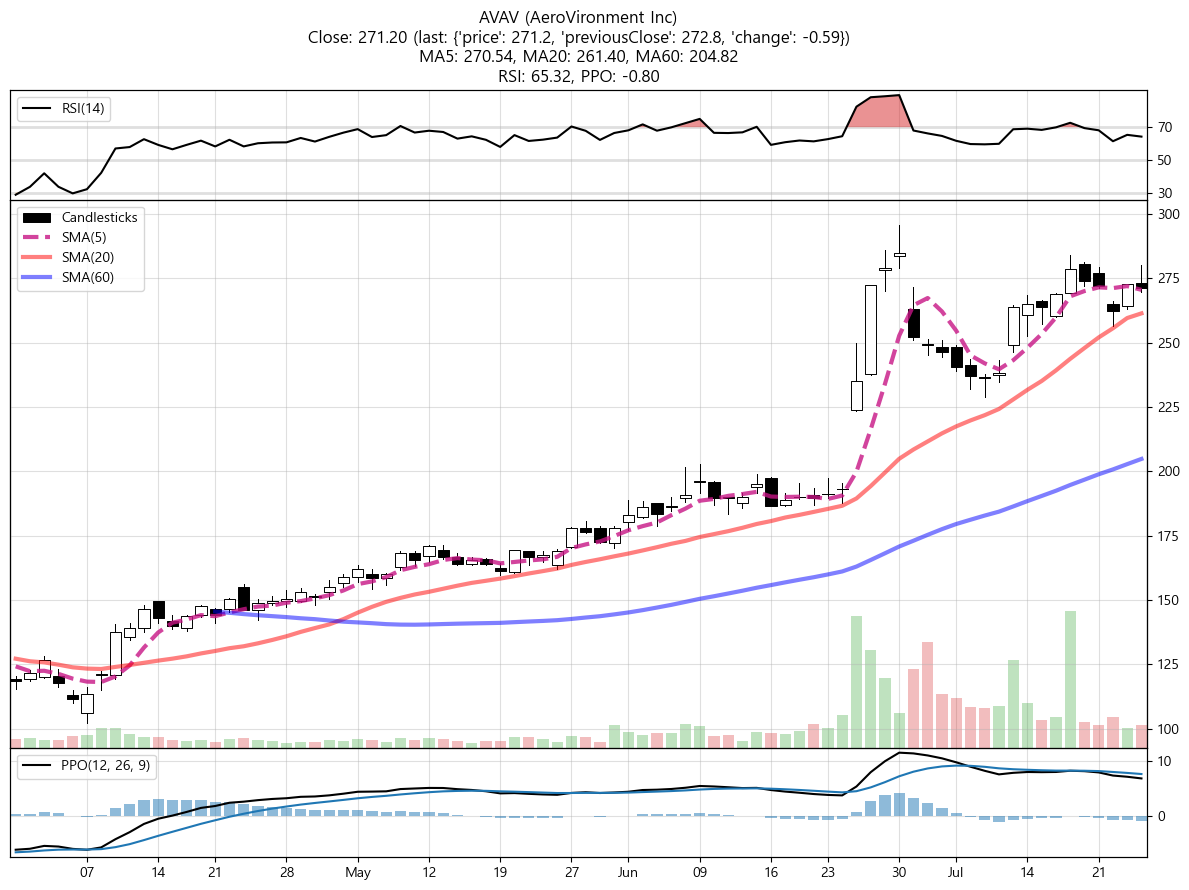 AVAV (AeroVironment Inc)
Close: 271.20 (last: {'price': 271.2, 'previousClose': 272.8, 'change': -0.59})
MA5: 270.54, MA20: 261.40, MA60: 204.82
RSI: 65.32, PPO: -0.80
RSI(14)
70
50
30
Candlesticks
SMA(5)
SMA(20)
SMA(60)
300
275
250
225
200
175
150
125
100
PPO(12, 26, 9)
10
0
07 14 21 28 May 12 19 27 Jun 09 16 23 30 Jul 14 21